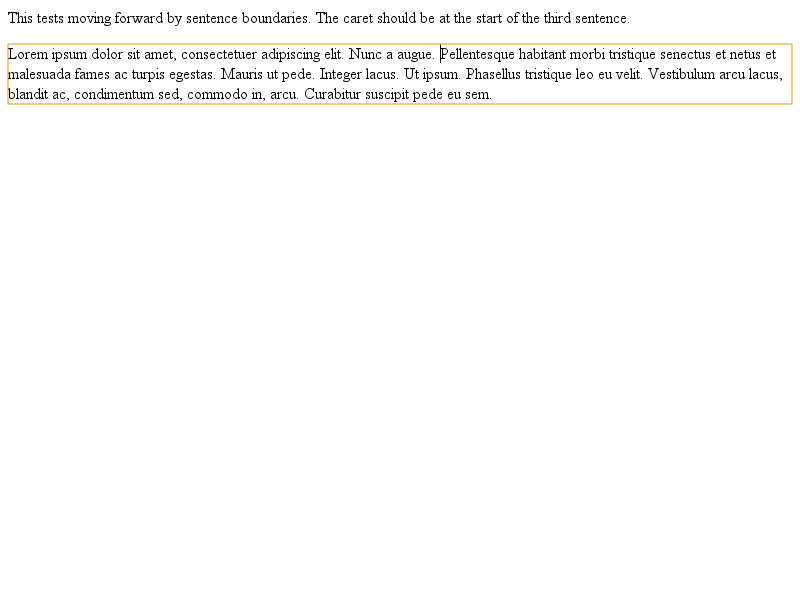 This tests moving forward by sentence boundaries. The caret should be at the start of the third sentence.
Lorem ipsum dolor sit amet, consectetuer adipiscing elit. Nunc a augue. Pellentesque habitant morbi tristique senectus et netus et
malesuada fames ac turpis egestas. Mauris ut pede. Integer lacus. Ut ipsum. Phasellus tristique leo eu velit. Vestibulum arcu lacus,
blandit ac, condimentum sed, commodo in, arcu. Curabitur suscipit pede eu sem.